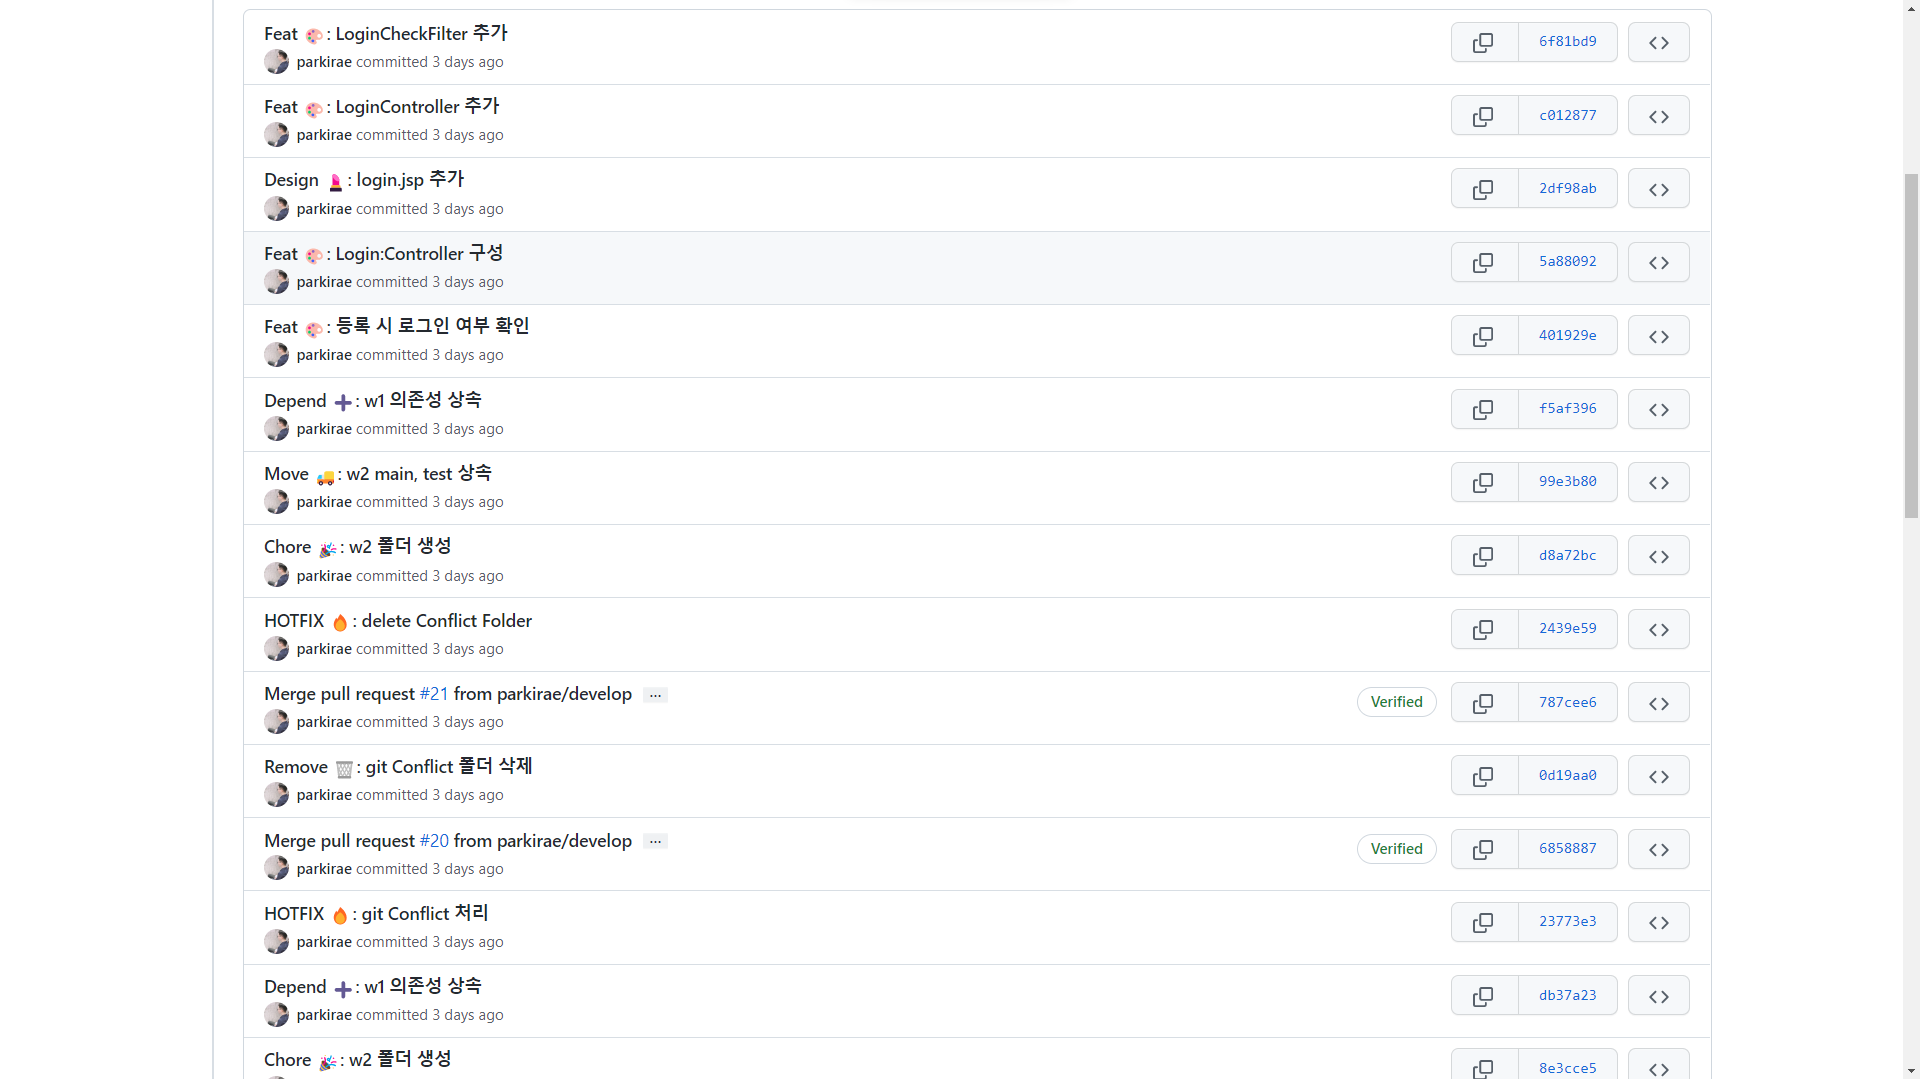 Feat 🎨 : LoginCheckFilter 추가
parkirae committed 3 days ago
6f81bd9
Feat 🎨 : LoginController 추가
parkirae committed 3 days ago
c012877
Design 💄 : login.jsp 추가
parkirae committed 3 days ago
2df98ab
Feat 🎨 : Login:Controller 구성
parkirae committed 3 days ago
5a88092
Feat 🎨 : 등록 시 로그인 여부 확인
parkirae committed 3 days ago
401929e
Depend ➕ : w1 의존성 상속
parkirae committed 3 days ago
f5af396
Move 🚚 : w2 main, test 상속
parkirae committed 3 days ago
99e3b80
Chore 🎉 : w2 폴더 생성
parkirae committed 3 days ago
d8a72bc
HOTFIX 🔥 : delete Conflict Folder
parkirae committed 3 days ago
2439e59
Merge pull request #21 from parkirae/develop ...
parkirae committed 3 days ago
Verified 787cee6
Remove 🗑️ : git Conflict 폴더 삭제
parkirae committed 3 days ago
0d19aa0
Merge pull request #20 from parkirae/develop ...
parkirae committed 3 days ago
Verified 6858887
HOTFIX 🔥 : git Conflict 처리
parkirae committed 3 days ago
23773e3
Depend ➕ : w1 의존성 상속
parkirae committed 3 days ago
db37a23
Chore 🎉 : w2 폴더 생성
8e3cce5